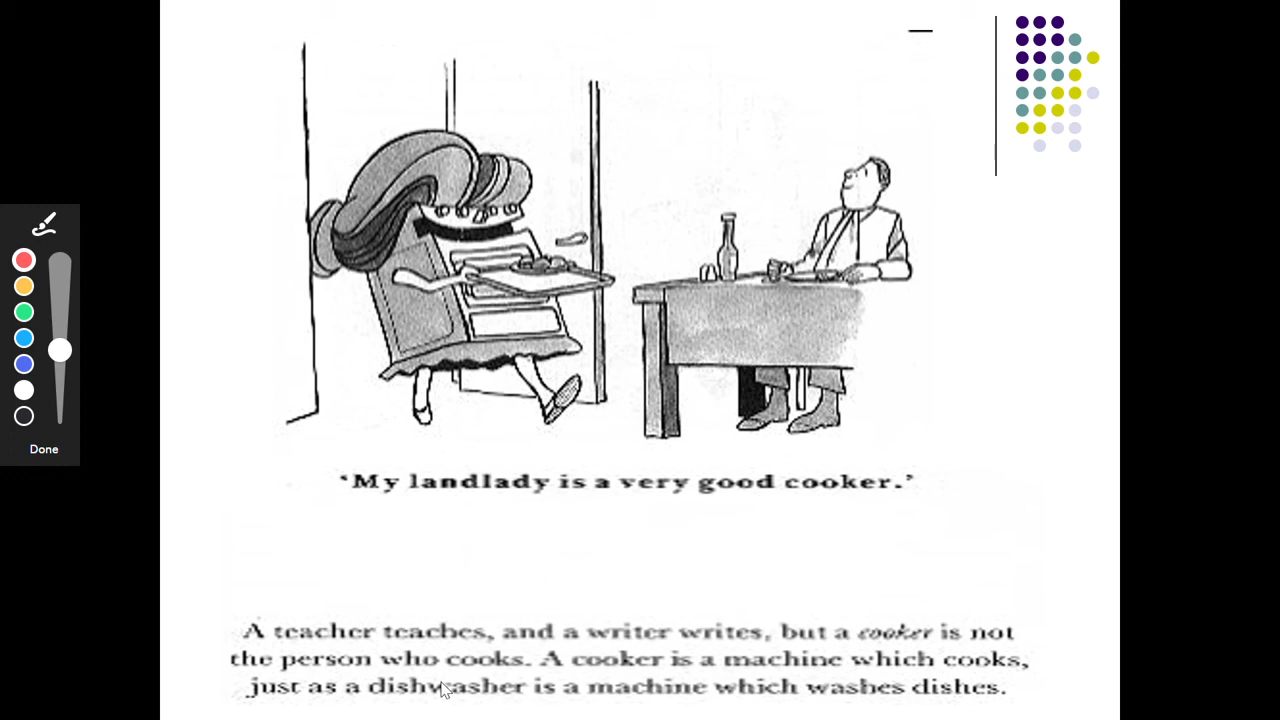 Done
‘My landlady is a very good cooker.’
A teacher teaches, and a writer writes, but a cooker is not
the person who cooks. A cooker is a machine which cooks,
just as a dishwasher is a machine which washes dishes.